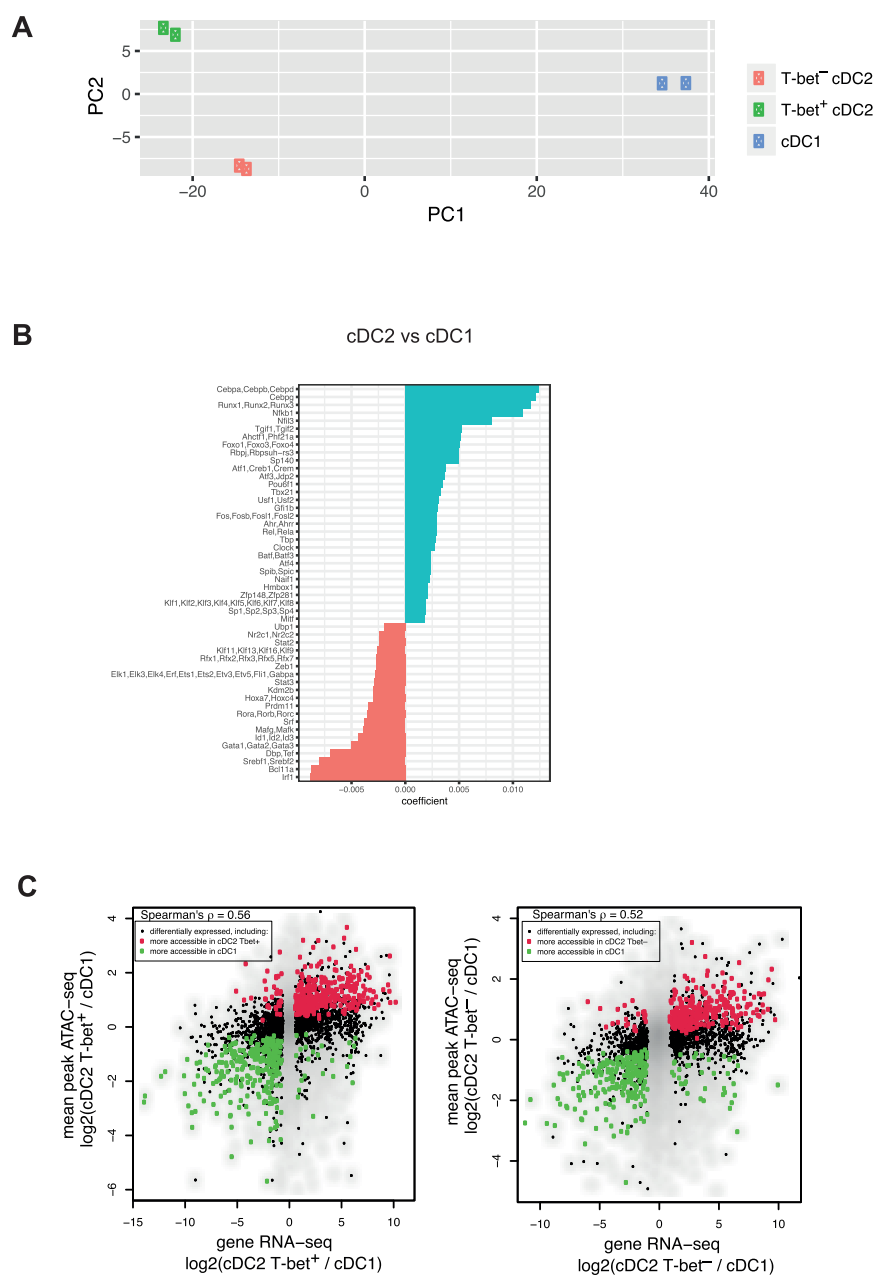 A
PC2
5
0
−5
−20
0
20
40
PC1
T-bet⁻ cDC2
T-bet⁺ cDC2
cDC1
B
cDC2 vs cDC1
Cebpa,Cebpb,Cebpd
Cebpg
Runx1,Runx2,Runx3
Nfkb1
Nfil3
Tgif1,Tgif2
Ahctf1,Phf21a
Foxo1,Foxo3,Foxo4
Rbpj,Rbpsuh−rs3
Sp140
Atf1,Creb1,Crem
Atf3,Jdp2
Pou6f1
Tbx21
Usf1,Usf2
Gfi1b
Fos,Fosb,Fosl1,Fosl2
Ahr,Ahrr
Rel,Rela
Tbp
Clock
Batf,Batf3
Atf4
Spib,Spic
Naif1
Hmbox1
Zfp148,Zfp281
Klf1,Klf2,Klf3,Klf4,Klf5,Klf6,Klf7,Klf8
Sp1,Sp2,Sp3,Sp4
Mitf
Ubp1
Nr2c1,Nr2c2
Stat2
Klf11,Klf13,Klf16,Klf9
Rfx1,Rfx2,Rfx3,Rfx5,Rfx7
Zeb1
Elk1,Elk3,Elk4,Erf,Ets1,Ets2,Etv3,Etv5,Fli1,Gabpa
Stat3
Kdm2b
Hoxa7,Hoxc4
Prdm11
Rora,Rorb,Rorc
Srf
Mafg,Mafk
Id1,Id2,Id3
Gata1,Gata2,Gata3
Dbp,Tef
Srebf1,Srebf2
Bcl11a
Irf1
−0.005
0.000
0.005
0.010
coefficient
C
Spearman's ρ = 0.56
differentially expressed, including:
more accessible in cDC2 Tbet+
more accessible in cDC1
mean peak ATAC−seq
log2(cDC2 T-bet⁺ / cDC1)
4
2
0
−2
−4
−6
−15
−10
−5
0
5
10
gene RNA−seq
log2(cDC2 T-bet⁺ / cDC1)
Spearman's ρ = 0.52
differentially expressed, including:
more accessible in cDC2 Tbet−
more accessible in cDC1
mean peak ATAC−seq
log2(cDC2 T-bet⁻ / cDC1)
4
2
0
−2
−4
−10
−5
0
5
10
gene RNA−seq
log2(cDC2 T-bet⁻ / cDC1)